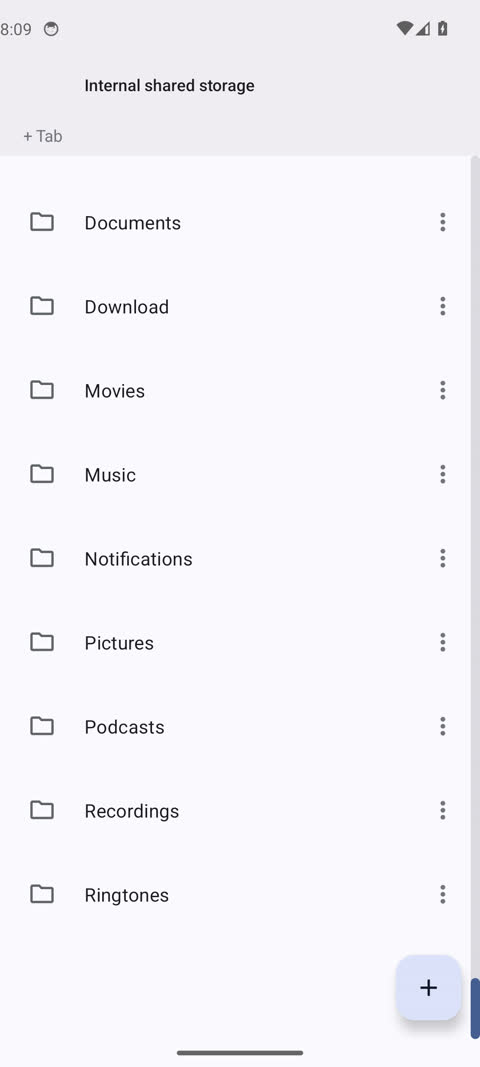 8:09
Internal shared storage
+ Tab
Documents
Download
Movies
Music
Notifications
Pictures
Podcasts
Recordings
Ringtones
+